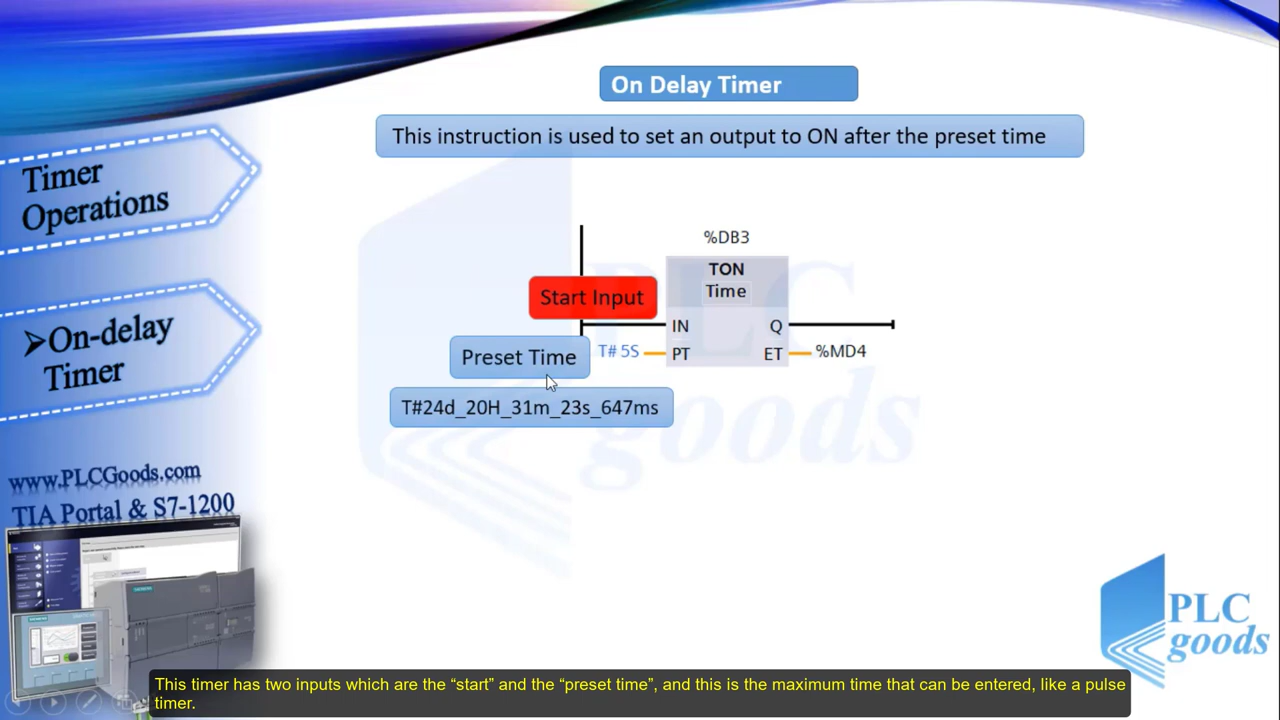 On Delay Timer
This instruction is used to set an output to ON after the preset time
Timer
Operations
➤On-delay
Timer
www.PLCGoods.com
TIA Portal & S7-1200
%DB3
TON
Time
Start Input
IN
Q
Preset Time
T# 5S
PT
ET
%MD4
T#24d_20H_31m_23s_647ms
PLC
goods
SIEMENS
PLC
goods
This timer has two inputs which are the “start” and the “preset time”, and this is the maximum time that can be entered, like a pulse
timer.